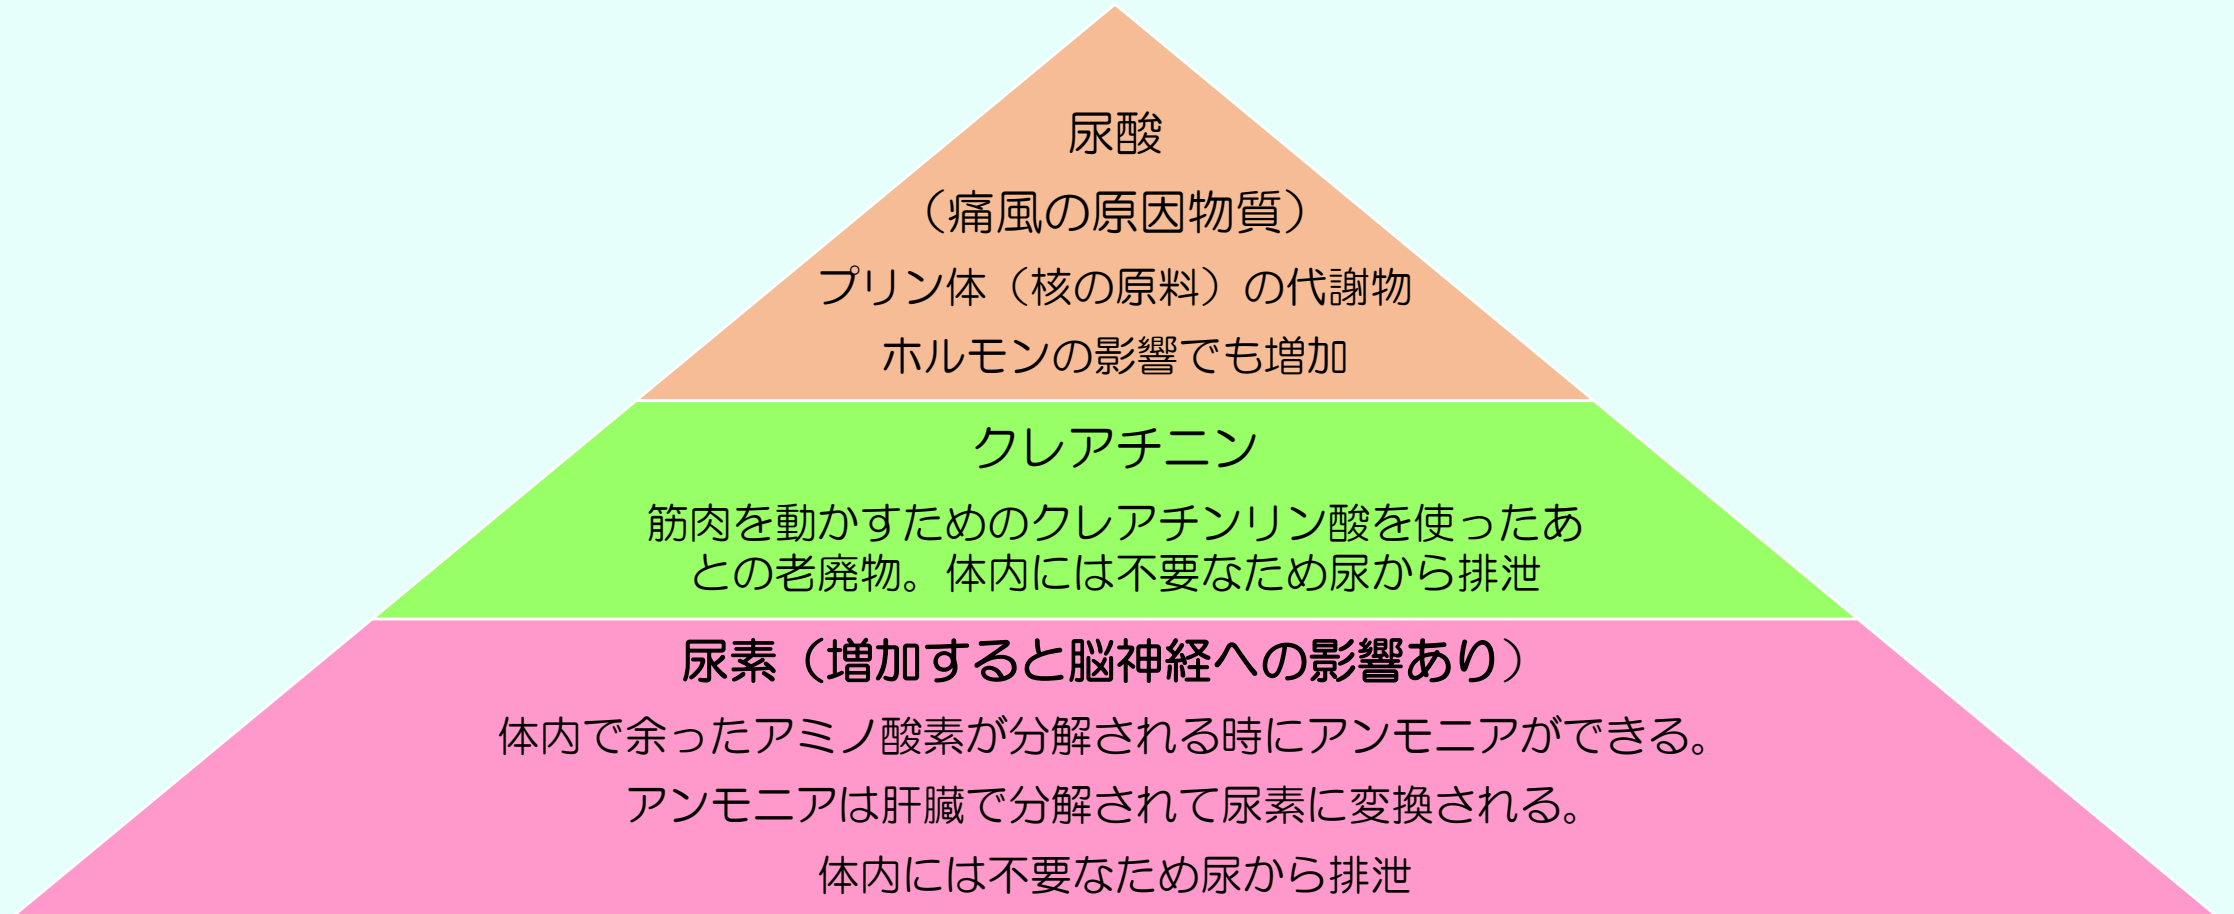 尿酸
（痛風の原因物質）
プリン体（核の原料）の代謝物
ホルモンの影響でも増加
クレアチニン
筋肉を動かすためのクレアチンリン酸を使ったあ
との老廃物。体内には不要なため尿から排泄
尿素（増加すると脳神経への影響あり）
体内で余ったアミノ酸素が分解される時にアンモニアができる。
アンモニアは肝臓で分解されて尿素に変換される。
体内には不要なため尿から排泄